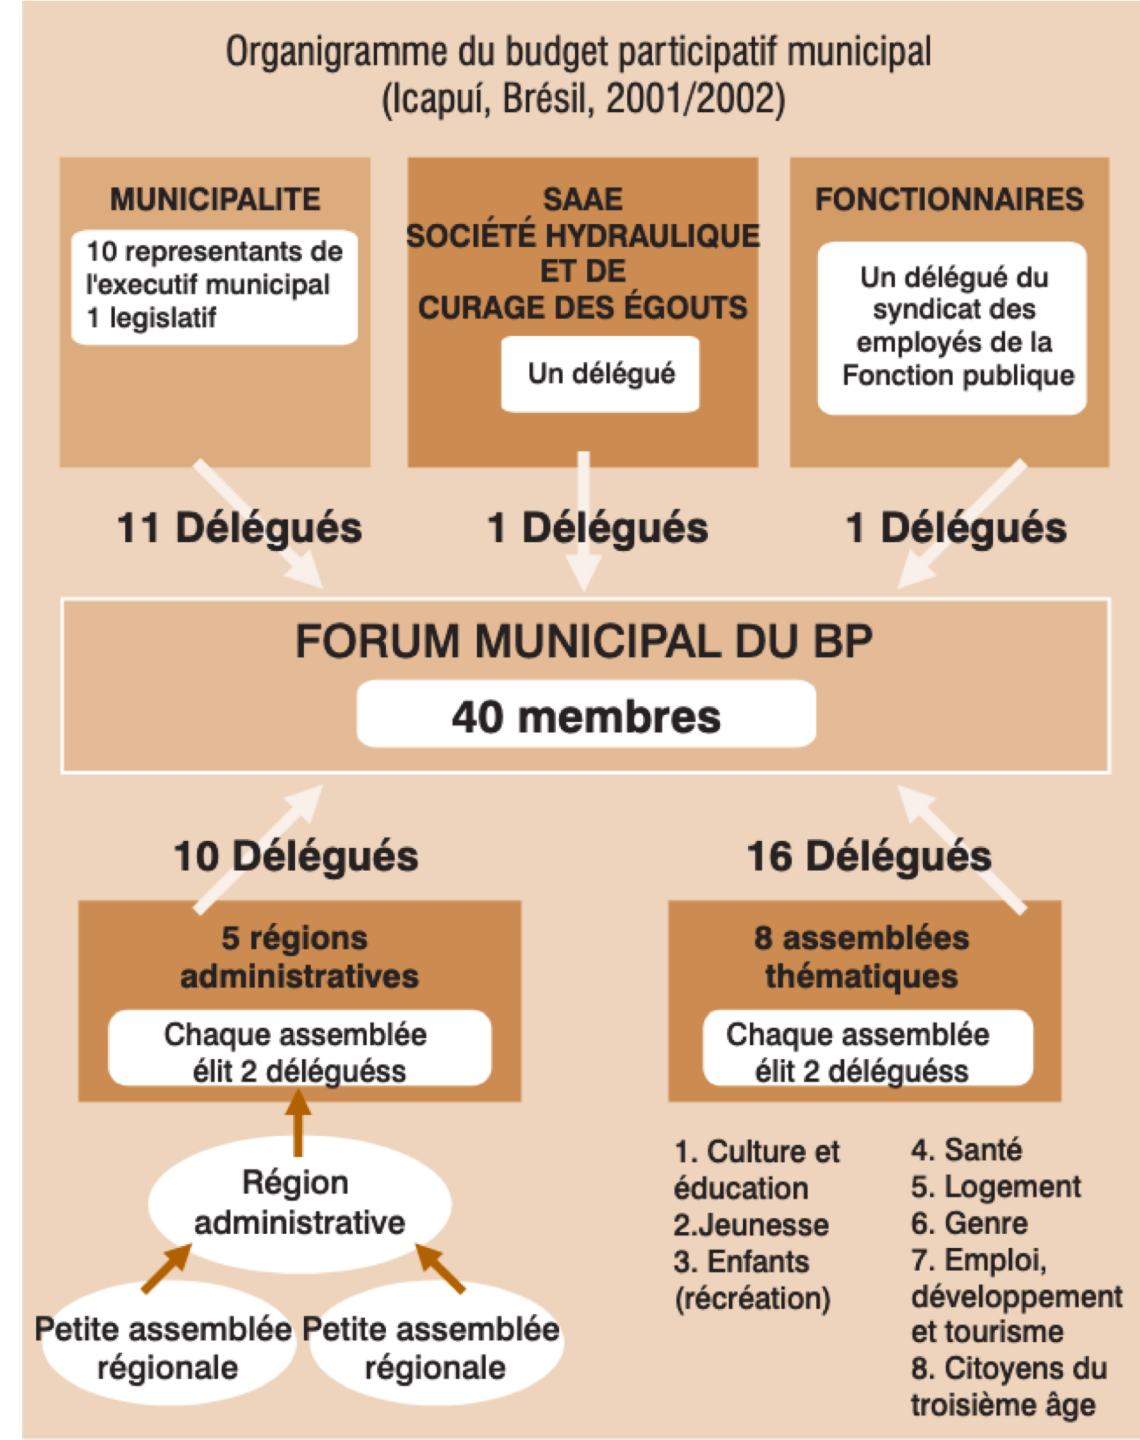 Organigramme du budget participatif municipal
(Icapuí, Brésil, 2001/2002)
MUNICIPALITE
10 representants de
l'executif municipal
1 legislatif
SAAE
SOCIÉTÉ HYDRAULIQUE
ET DE
CURAGE DES ÉGOUTS
Un délégué
FONCTIONNAIRES
Un délégué du
syndicat des
employés de la
Fonction publique
11 Délégués
1 Délégués
1 Délégués
FORUM MUNICIPAL DU BP
40 membres
10 Délégués
16 Délégués
5 régions
administratives
Chaque assemblée
élit 2 déléguéss
8 assemblées
thématiques
Chaque assemblée
élit 2 déléguéss
Région
administrative
Petite assemblée
régionale
Petite assemblée
régionale
1. Culture et
éducation
2.Jeunesse
3. Enfants
(récréation)
4. Santé
5. Logement
6. Genre
7. Emploi,
développement
et tourisme
8. Citoyens du
troisième âge